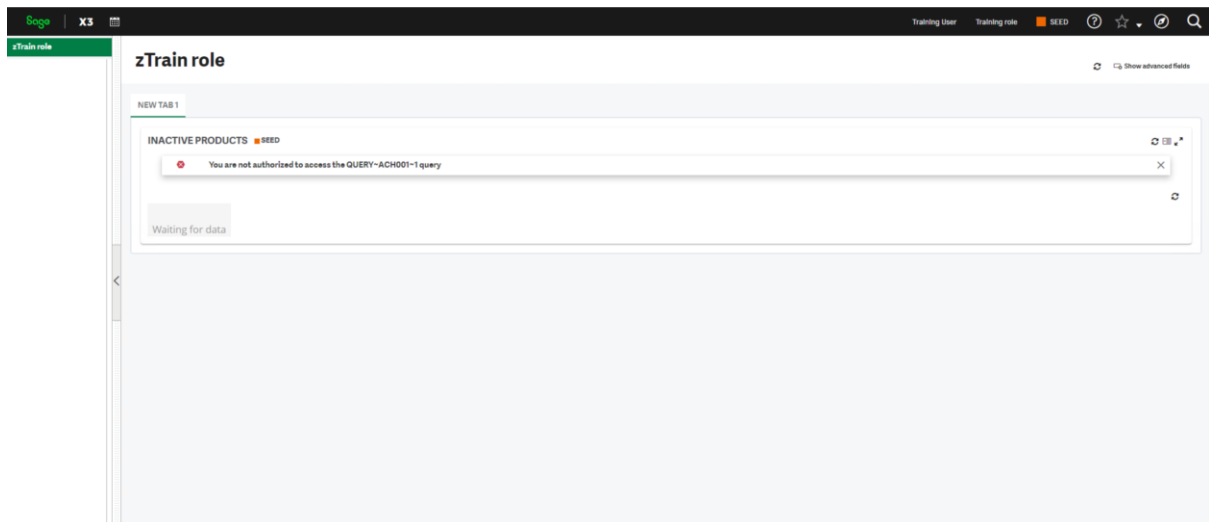 Sage X3 Training User Training role SEED
zTrain role
zTrain role
Show advanced fields
NEW TAB 1
INACTIVE PRODUCTS SEED
You are not authorized to access the QUERY~ACH001~1 query
Waiting for data